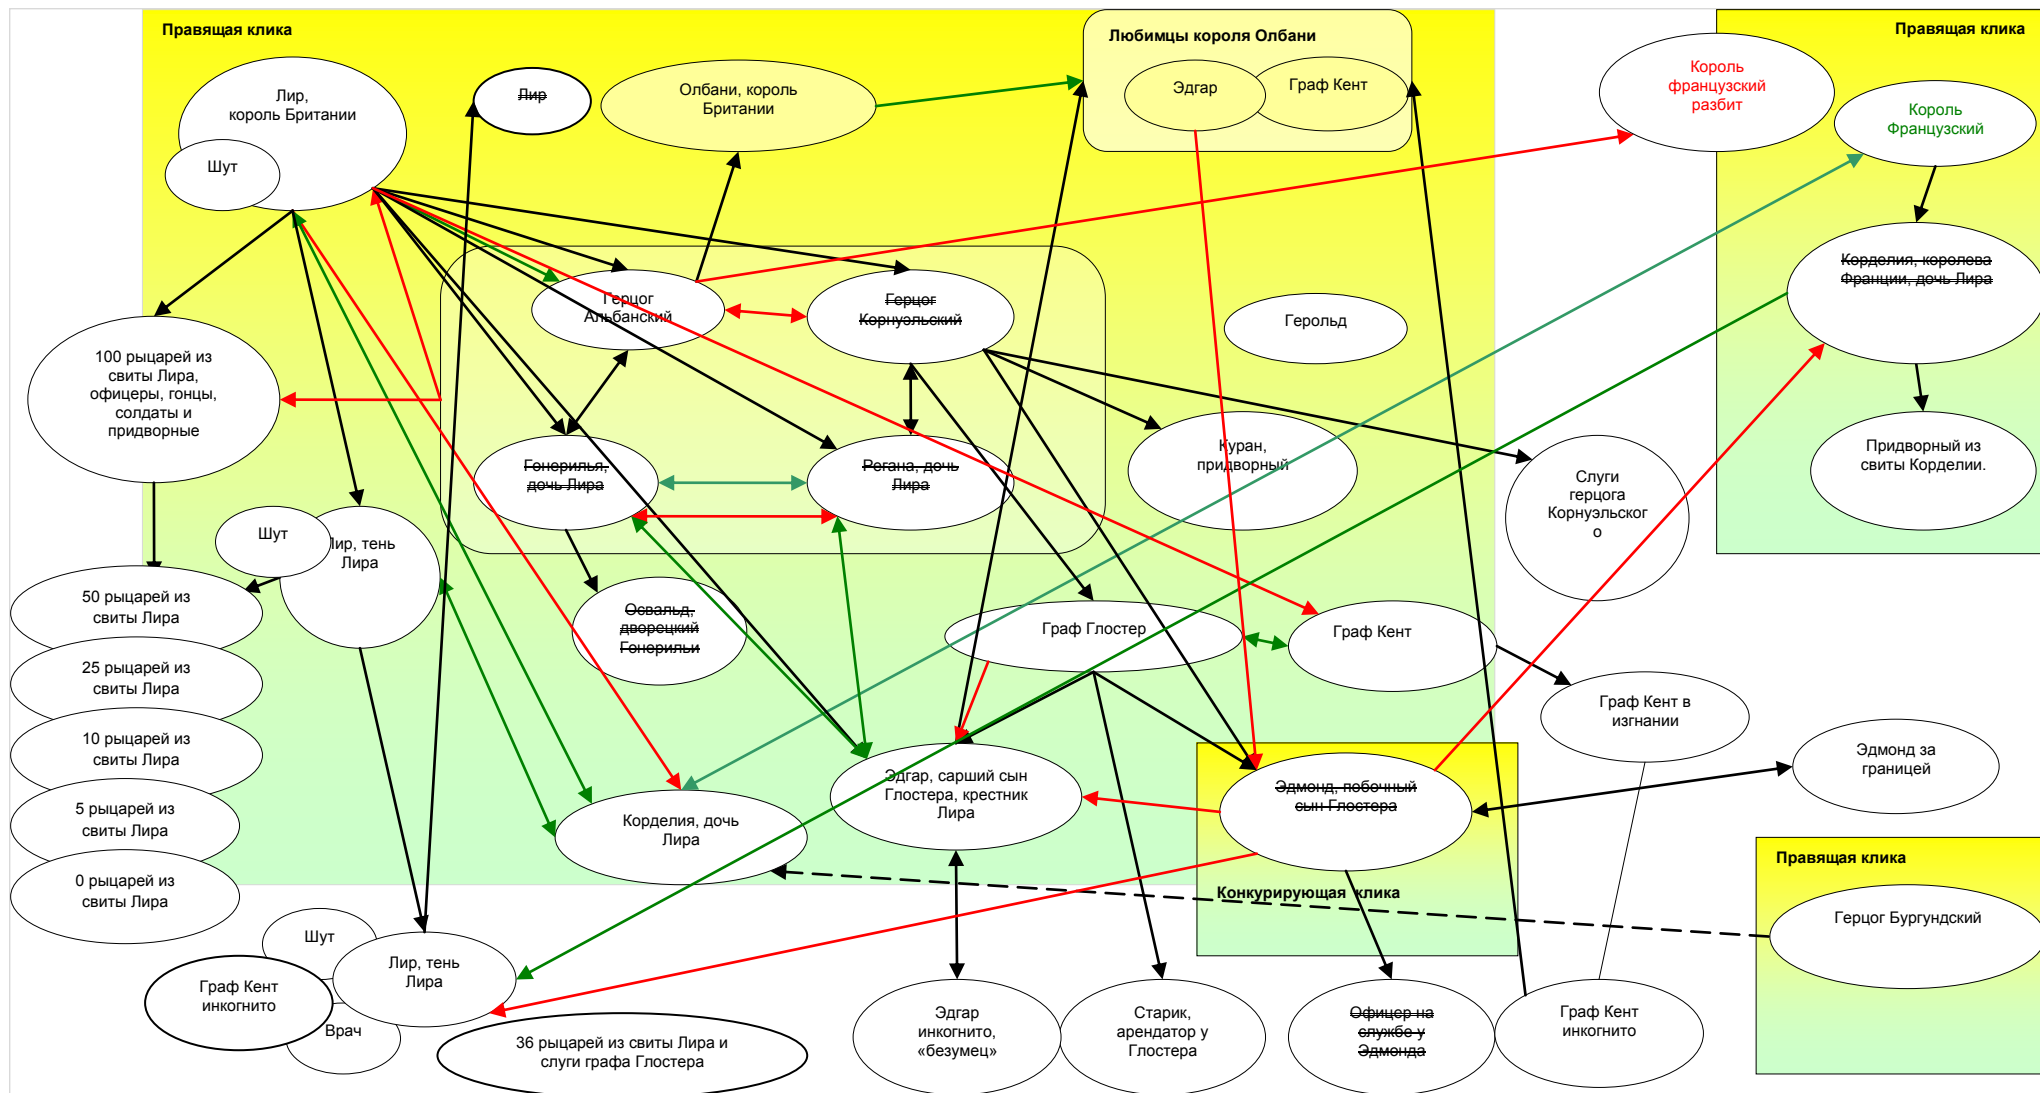 Правящая клика
Любимцы короля Олбани
Правящая клика
Лир,
король Британии
Шут
Лир
Олбани, король
Британии
Эдгар
Граф Кент
Король
французский
разбит
Король
Французский
Герцог
Альбанский
Герцог
Корнуэльский
Герольд
Корделия, королева
Франции, дочь Лира
100 рыцарей из
свиты Лира,
офицеры, гонцы,
солдаты и
придворные
Гонерилья,
дочь Лира
Регана, дочь
Лира
Куран,
придворный
Слуги
герцога
Корнуэльског
о
Придворный из
свиты Корделии.
Шут
Лир, тень
Лира
50 рыцарей из
свиты Лира
Освальд,
дворецкий
Гонерильи
Граф Глостер
Граф Кент
25 рыцарей из
свиты Лира
Граф Кент в
изгнании
10 рыцарей из
свиты Лира
Эдгар, сарший сын
Глостера, крестник
Лира
Эдмонд, побочный
сын Глостера
Эдмонд за
границей
5 рыцарей из
свиты Лира
Корделия, дочь
Лира
Правящая клика
0 рыцарей из
свиты Лира
Конкурирующая клика
Герцог Бургундский
Шут
Лир, тень
Лира
Граф Кент
инкогнито
Врач
36 рыцарей из свиты Лира и
слуги графа Глостера
Эдгар
инкогнито,
«безумец»
Старик,
арендатор у
Глостера
Офицер на
службе у
Эдмонда
Граф Кент
инкогнито